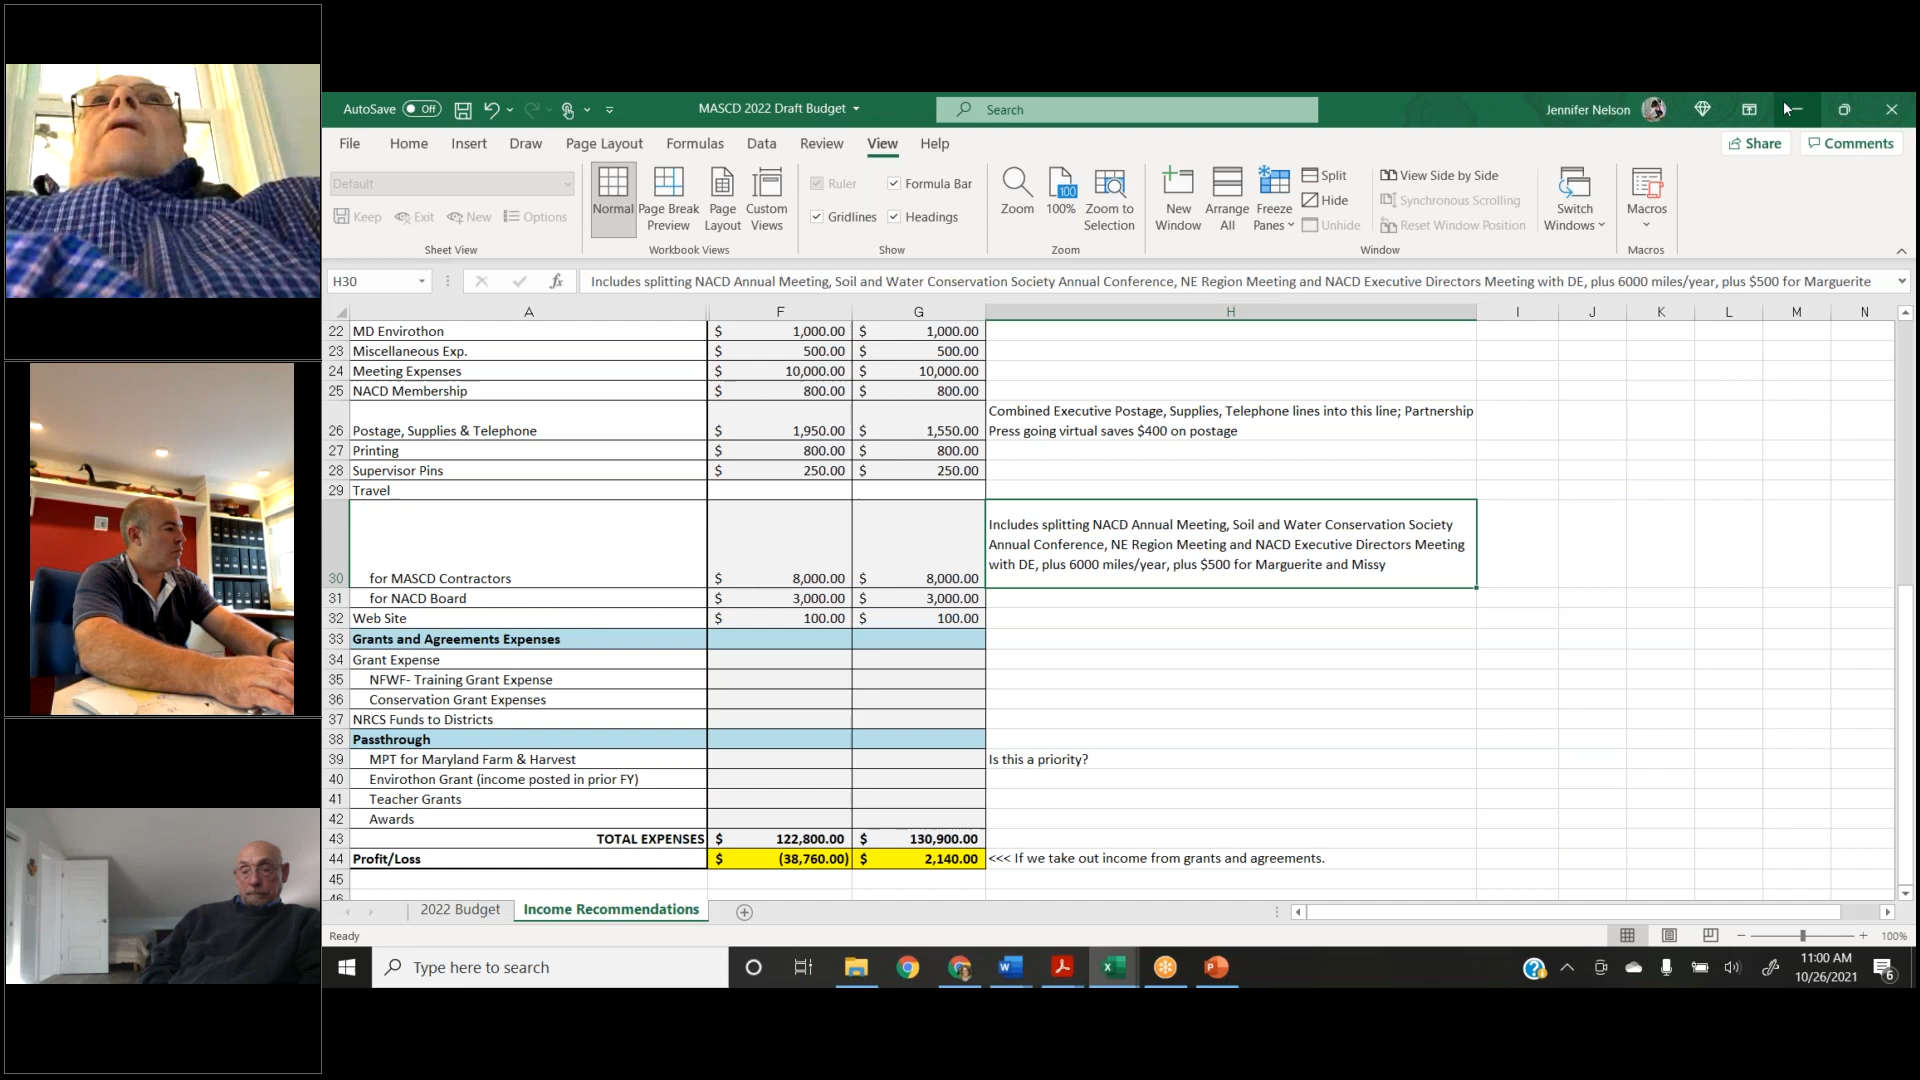 AutoSave Off MASCD 2022 Draft Budget Search Jennifer Nelson
File Home Insert Draw Page Layout Formulas Data Review View Help Share Comments
Default
Keep Exit New Options
Sheet View
Normal Page Break Preview Page Layout Custom Views
Workbook Views
Ruler Formula Bar
Gridlines Headings
Show
Zoom 100% Zoom to Selection
Zoom
New Window Arrange All Freeze Panes
Split
Hide
Unhide
View Side by Side
Synchronous Scrolling
Reset Window Position
Switch Windows
Window
Macros
Macros
H30 fx Includes splitting NACD Annual Meeting, Soil and Water Conservation Society Annual Conference, NE Region Meeting and NACD Executive Directors Meeting with DE, plus 6000 miles/year, plus $500 for Marguerite
A F G H I J K L M N
22 MD Envirothon $ 1,000.00 $ 1,000.00
23 Miscellaneous Exp. $ 500.00 $ 500.00
24 Meeting Expenses $ 10,000.00 $ 10,000.00
25 NACD Membership $ 800.00 $ 800.00
Combined Executive Postage, Supplies, Telephone lines into this line; Partnership
26 Postage, Supplies & Telephone $ 1,950.00 $ 1,550.00 Press going virtual saves $400 on postage
27 Printing $ 800.00 $ 800.00
28 Supervisor Pins $ 250.00 $ 250.00
29 Travel
Includes splitting NACD Annual Meeting, Soil and Water Conservation Society
Annual Conference, NE Region Meeting and NACD Executive Directors Meeting
with DE, plus 6000 miles/year, plus $500 for Marguerite and Missy
30 for MASCD Contractors $ 8,000.00 $ 8,000.00
31 for NACD Board $ 3,000.00 $ 3,000.00
32 Web Site $ 100.00 $ 100.00
33 Grants and Agreements Expenses
34 Grant Expense
35 NFWF- Training Grant Expense
36 Conservation Grant Expenses
37 NRCS Funds to Districts
38 Passthrough
39 MPT for Maryland Farm & Harvest Is this a priority?
40 Envirothon Grant (income posted in prior FY)
41 Teacher Grants
42 Awards
43 TOTAL EXPENSES $ 122,800.00 $ 130,900.00
44 Profit/Loss $ (38,760.00) $ 2,140.00 <<< If we take out income from grants and agreements.
45
46
2022 Budget Income Recommendations
Ready 100%
Type here to search 11:00 AM
10/26/2021 6